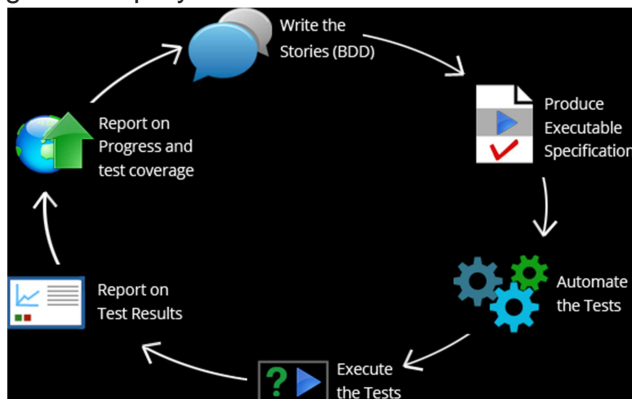 Write the
Stories (BDD)
Produce
Executable
Specification
Automate
the Tests
Execute
the Tests
Report on
Test Results
Report on
Progress and
test coverage